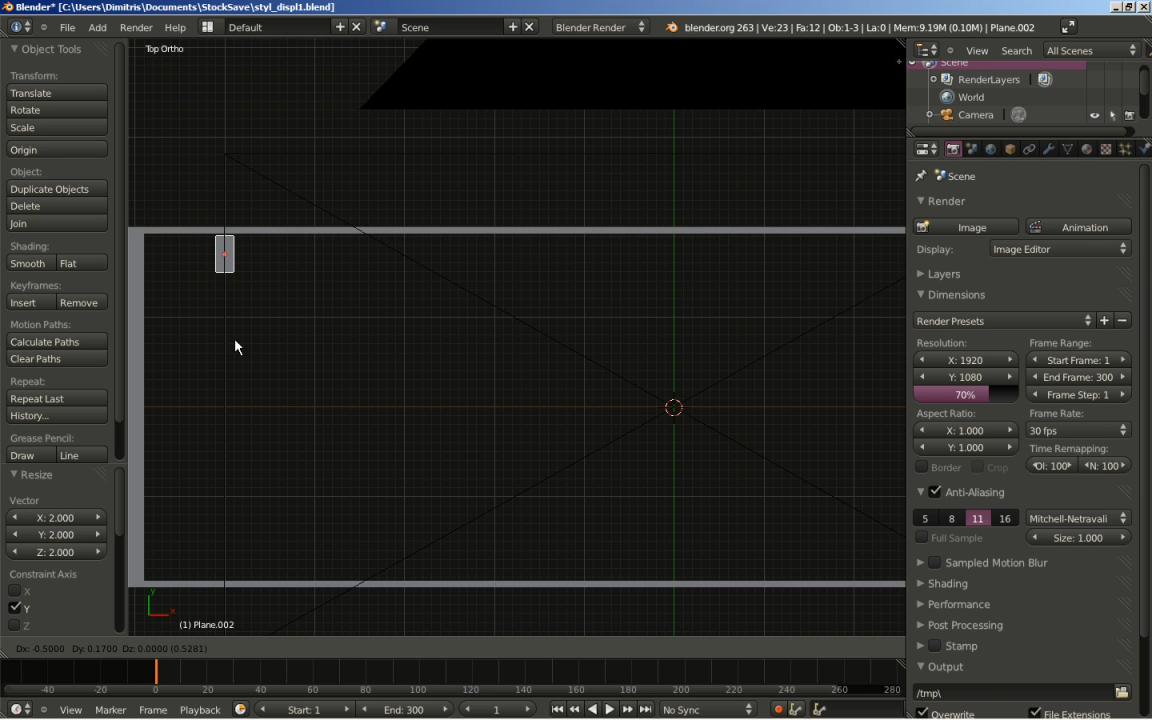 Blender* [C:\Users\Dimitris\Documents\StockSave\styl_displ1.blend]
File Add Render Help Default Scene Blender Render blender.org 263 | Ve:23 | Fa:12 | Ob:1-3 | La:0 | Mem:9.19M (0.10M) | Plane.002
Object Tools
Transform:
Translate
Rotate
Scale
Origin
Object:
Duplicate Objects
Delete
Join
Shading:
Smooth Flat
Keyframes:
Insert Remove
Motion Paths:
Calculate Paths
Clear Paths
Repeat:
Repeat Last
History...
Grease Pencil:
Draw Line
Resize
Vector
X: 2.000
Y: 2.000
Z: 2.000
Constraint Axis
X
Y
Z
Top Ortho
y
x
(1) Plane.002
Dx: -0.5000 Dy: 0.1700 Dz: 0.0000 (0.5281)
-40 -20 0 20 40 60 80 100 120 140 160 180 200 220 240 260 280
View Marker Frame Playback Start: 1 End: 300 1 No Sync
View Search All Scenes
Scene
RenderLayers
World
Camera
Scene
Render
Image Animation
Display: Image Editor
Layers
Dimensions
Render Presets
Resolution: Frame Range:
X: 1920 Start Frame: 1
Y: 1080 End Frame: 300
70% Frame Step: 1
Aspect Ratio: Frame Rate:
X: 1.000 30 fps
Y: 1.000 Time Remapping:
Border Crop Ol: 100 N: 100
Anti-Aliasing
5 8 11 16 Mitchell-Netravali
Full Sample Size: 1.000
Sampled Motion Blur
Shading
Performance
Post Processing
Stamp
Output
/tmp\
Overwrite File Extensions